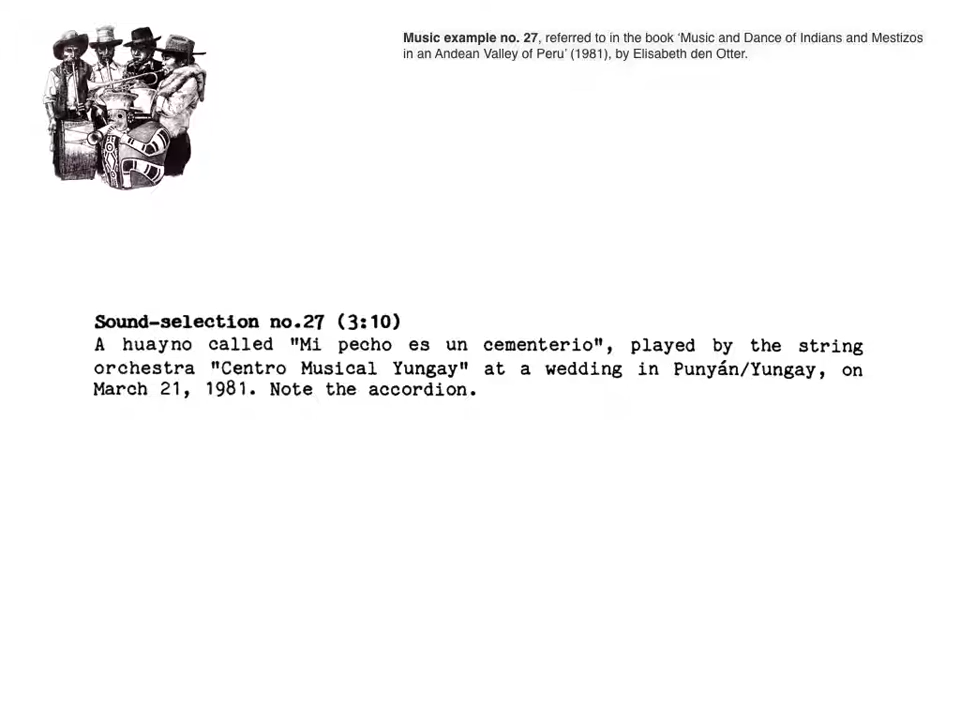 Music example no. 27, referred to in the book ‘Music and Dance of Indians and Mestizos
in an Andean Valley of Peru’ (1981), by Elisabeth den Otter.
Sound-selection no.27 (3:10)
A huayno called "Mi pecho es un cementerio", played by the string
orchestra "Centro Musical Yungay" at a wedding in Punyán/Yungay, on
March 21, 1981. Note the accordion.